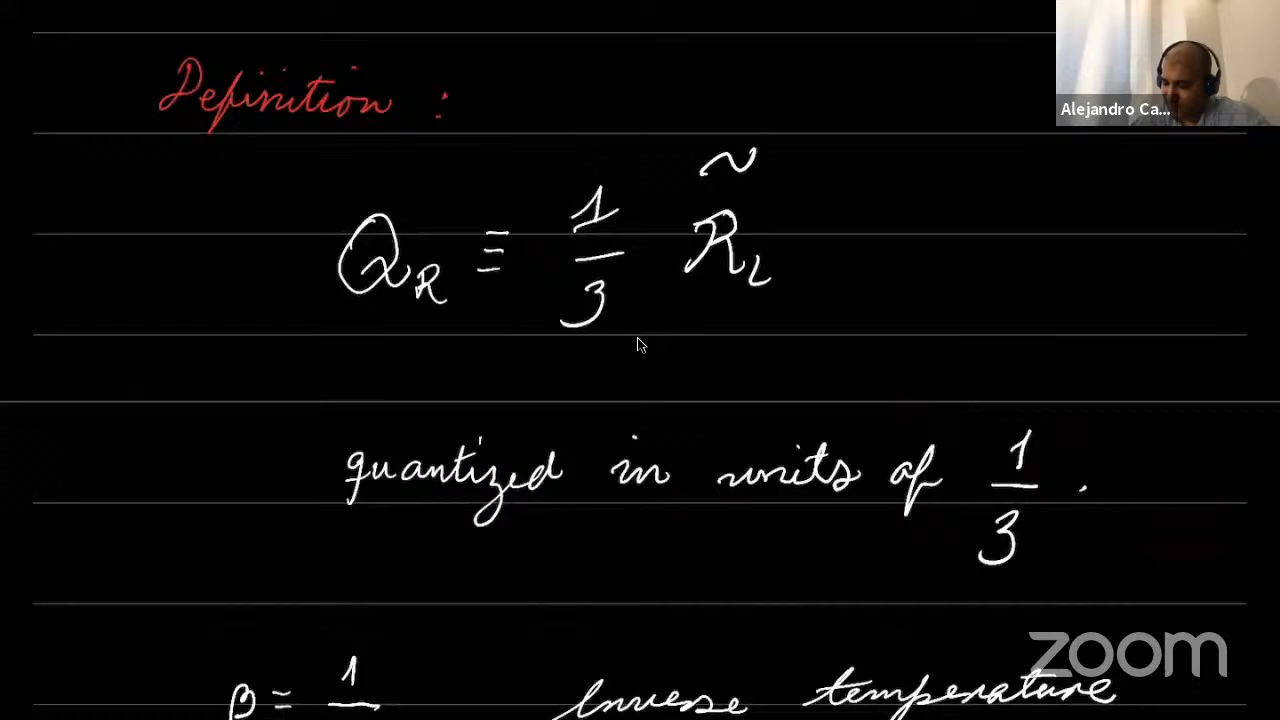 Definition :
Alejandro Ca...
Q_R ≡ 1/3 R̃_L
quantized in units of 1/3 .
zoom
β = 1 Inverse temperature